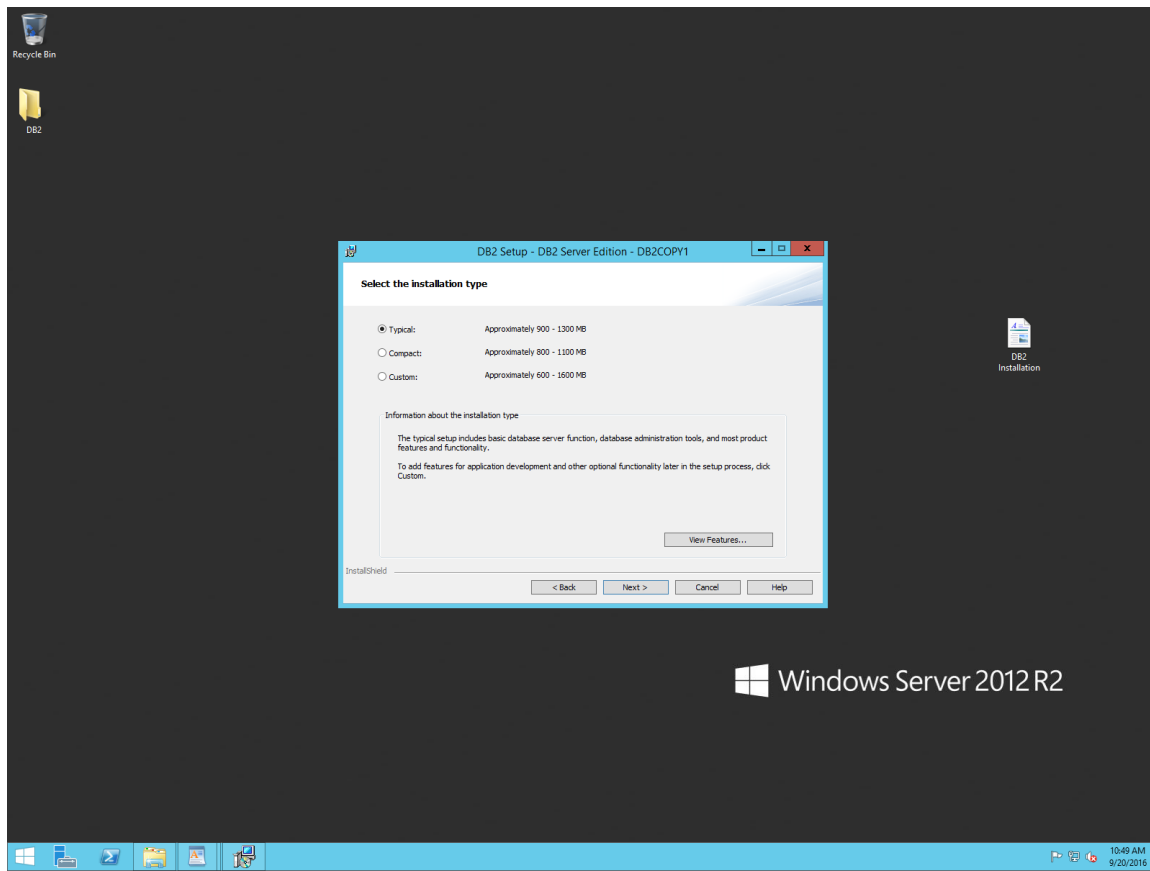 Recycle Bin
DB2
DB2 Setup - DB2 Server Edition - DB2COPY1
Select the installation type
Typical: Approximately 900 - 1300 MB
Compact: Approximately 800 - 1100 MB
Custom: Approximately 600 - 1600 MB
Information about the installation type
The typical setup includes basic database server function, database administration tools, and most product
features and functionality.
To add features for application development and other optional functionality later in the setup process, click
Custom.
View Features...
InstallShield
< Back Next > Cancel Help
DB2
Installation
Windows Server 2012 R2
10:49 AM
9/20/2016